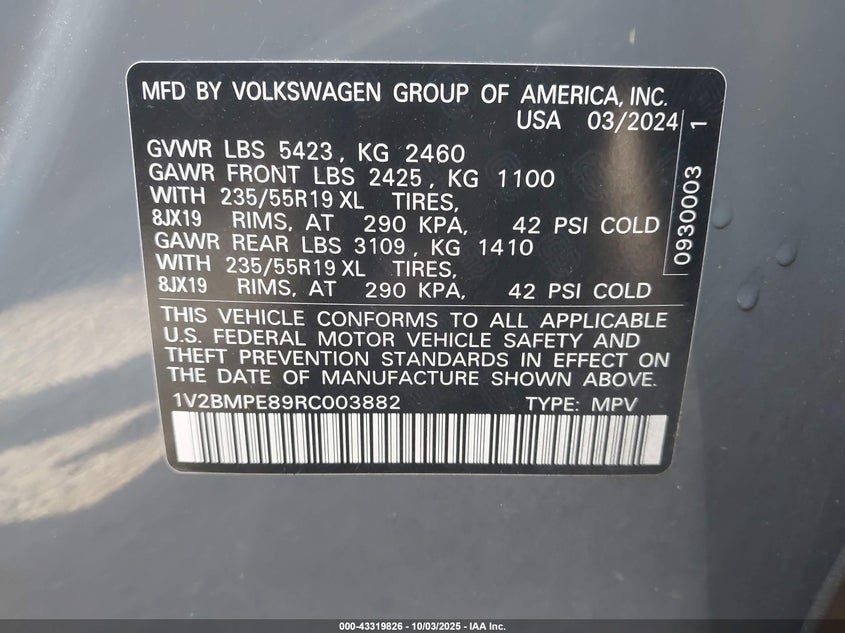 MFD BY VOLKSWAGEN GROUP OF AMERICA, INC.
USA 03/2024
GVWR LBS 5423, KG 2460
GAWR FRONT LBS 2425, KG 1100
WITH 235/55R19 XL TIRES,
8JX19 RIMS, AT 290 KPA, 42 PSI COLD
GAWR REAR LBS 3109, KG 1410
WITH 235/55R19 XL TIRES,
8JX19 RIMS, AT 290 KPA, 42 PSI COLD
0930003 1
THIS VEHICLE CONFORMS TO ALL APPLICABLE
U.S. FEDERAL MOTOR VEHICLE SAFETY AND
THEFT PREVENTION STANDARDS IN EFFECT ON
THE DATE OF MANUFACTURE SHOWN ABOVE.
1V2BMPE89RC003882 TYPE: MPV
000-43319826 - 10/03/2025 - IAA Inc.